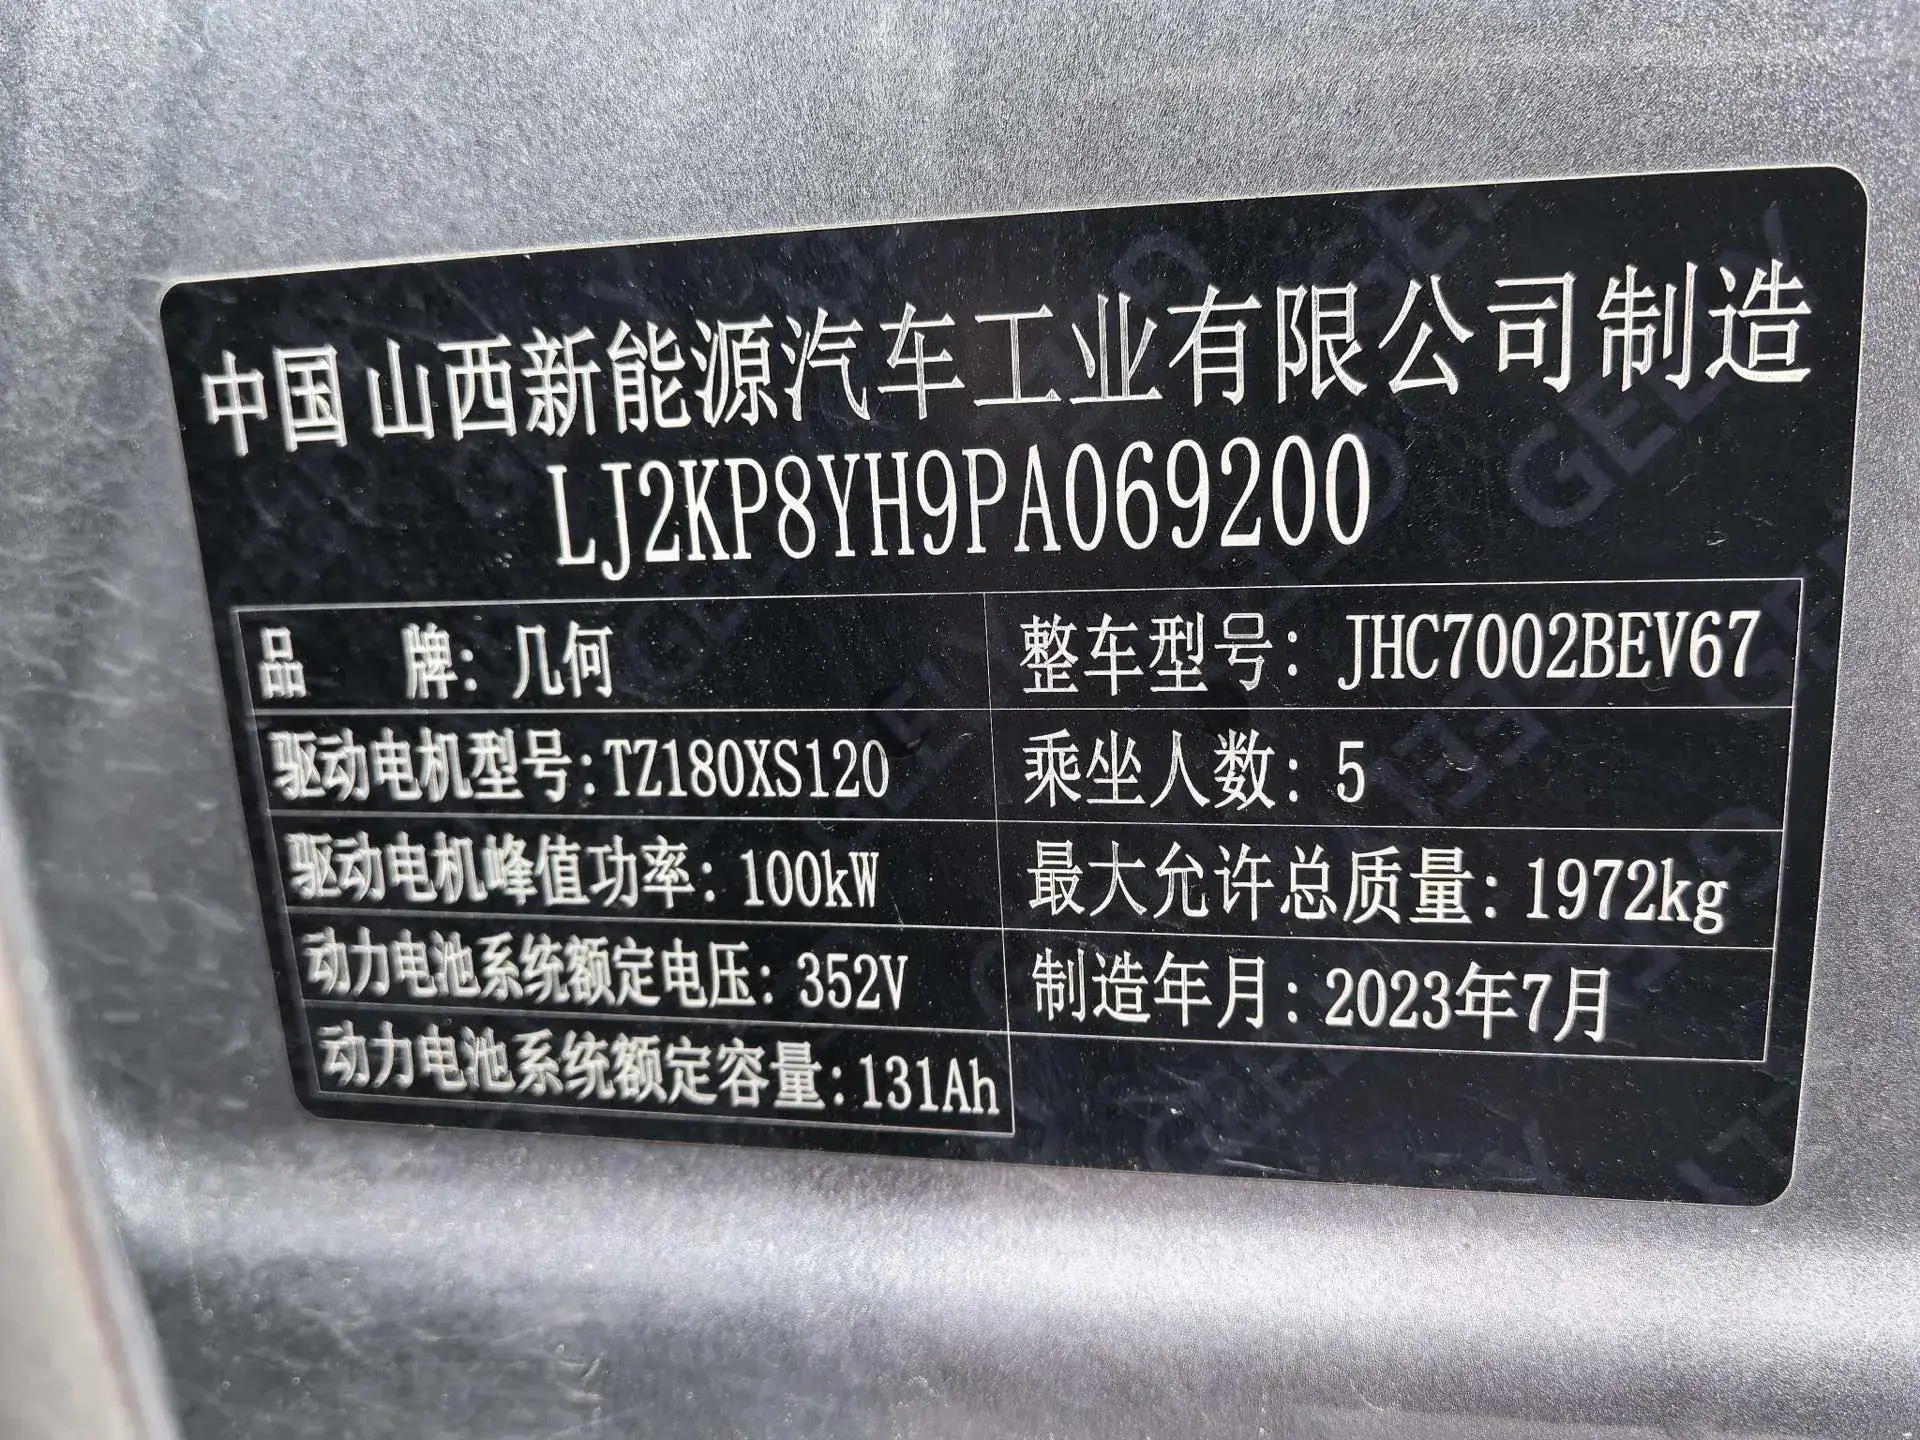 中国 山西新能源汽车工业有限公司制造
LJ2KP8YH9PA069200
品 牌: 几何
整车型号: JHC7002BEV67
驱动电机型号:TZ180XS120
乘坐人数: 5
驱动电机峰值功率: 100kW
最大允许总质量: 1972kg
动力电池系统额定电压: 352V
制造年月: 2023年7月
动力电池系统额定容量:131Ah